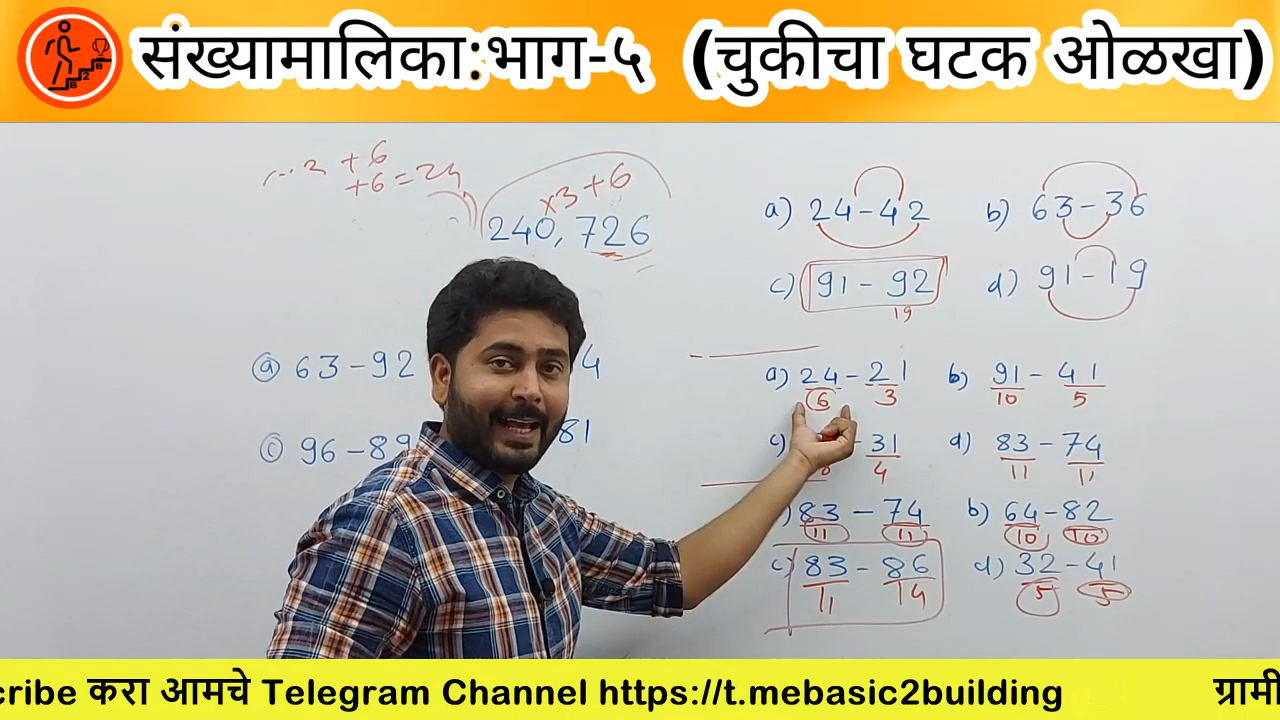 संख्यामालिका:भाग-५ (चुकीचा घटक ओळखा)
+6
+6=24
×3+6
240, 726
a) 24-42 b) 63-36
c) 91-92 d) 91-19
19
a) 24-21 b) 91-41
6 3 10 5
c) -31 d) 83-74
4 11 11
83-74 b) 64-82
11 11 10 10
c) 83-86 d) 32-41
11 14 5 5
a) 63-92 4
c) 96-89 81
cribe करा आमचे Telegram Channel https://t.mebasic2building ग्रामी